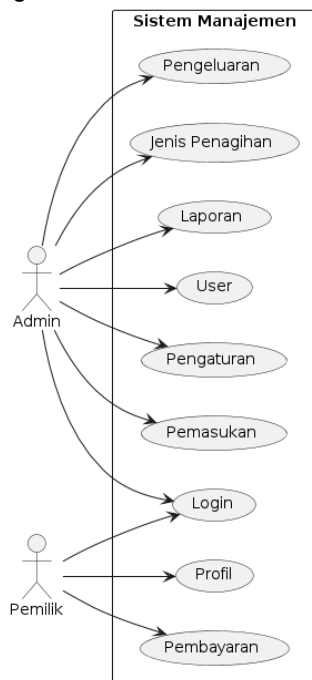 Sistem Manajemen
Pengeluaran
Jenis Penagihan
Laporan
User
Admin
Pengaturan
Pemasukan
Login
Pemilik
Profil
Pembayaran